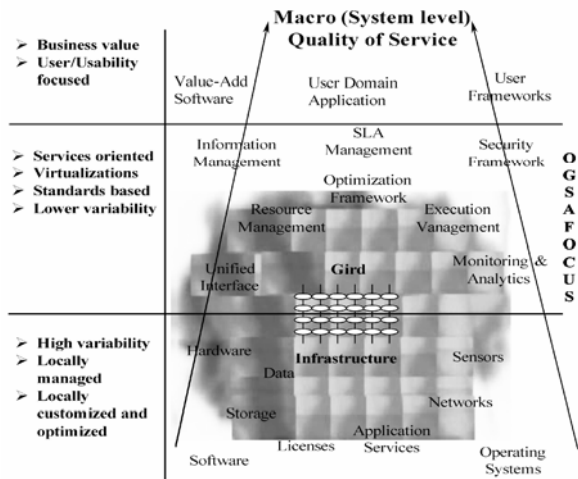 Macro (System level)
Quality of Service
➢ Business value
➢ User/Usability
focused
Value-Add
Software
User Domain
Application
User
Frameworks
➢ Services oriented
➢ Virtualizations
➢ Standards based
➢ Lower variability
Information
Management
SLA
Management
Security
Framework
Optimization
Framework
Resource
Management
Execution
Vanagement
Unified
Interface
Gird
Monitoring &
Analytics
OGSA FOCUS
➢ High variability
➢ Locally
managed
➢ Locally
customized and
optimized
Hardware
Infrastructure
Sensors
Data
Networks
Storage
Application
Services
Licenses
Software
Operating
Systems